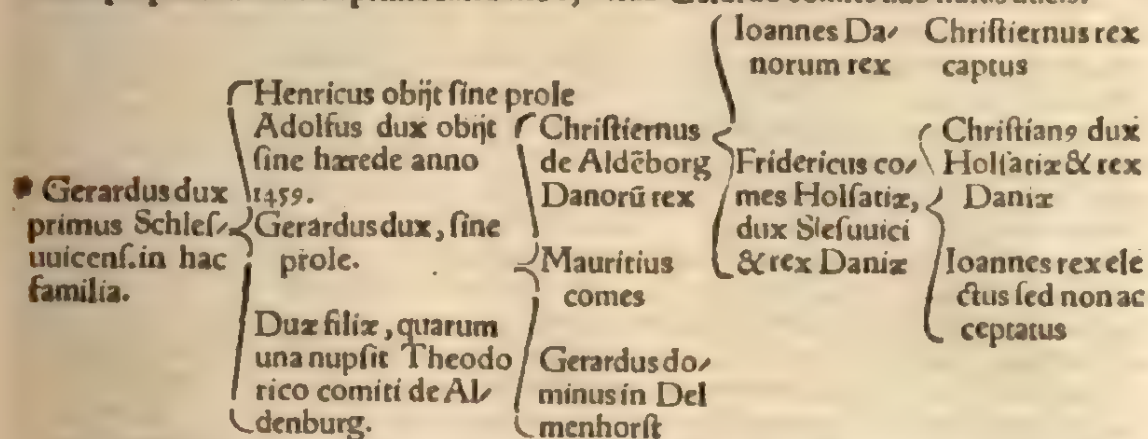 Gerardus dux
primus Schleſ⸗
uuicenſ. in hac
familia.
Henricus obijt ſine prole
Adolfus dux obijt
ſine hærede anno
1459.
Gerardus dux, ſine
prole.
Duæ filiæ, quarum
una nupſit Theodo
rico comiti de Al⸗
denburg.
Chriſtiernus
de Aldēborg
Danorū rex
Mauritius
comes
Gerardus do⸗
minus in Del
menhorſt
Ioannes Da⸗
norum rex
Fridericus co⸗
mes Holſatiæ,
dux Sleſuuici
& rex Daniæ
Chriſtiernus rex
captus
Chriſtianꝰ dux
Holſatiæ & rex
Daniæ
Ioannes rex ele
ctus ſed non ac
ceptatus